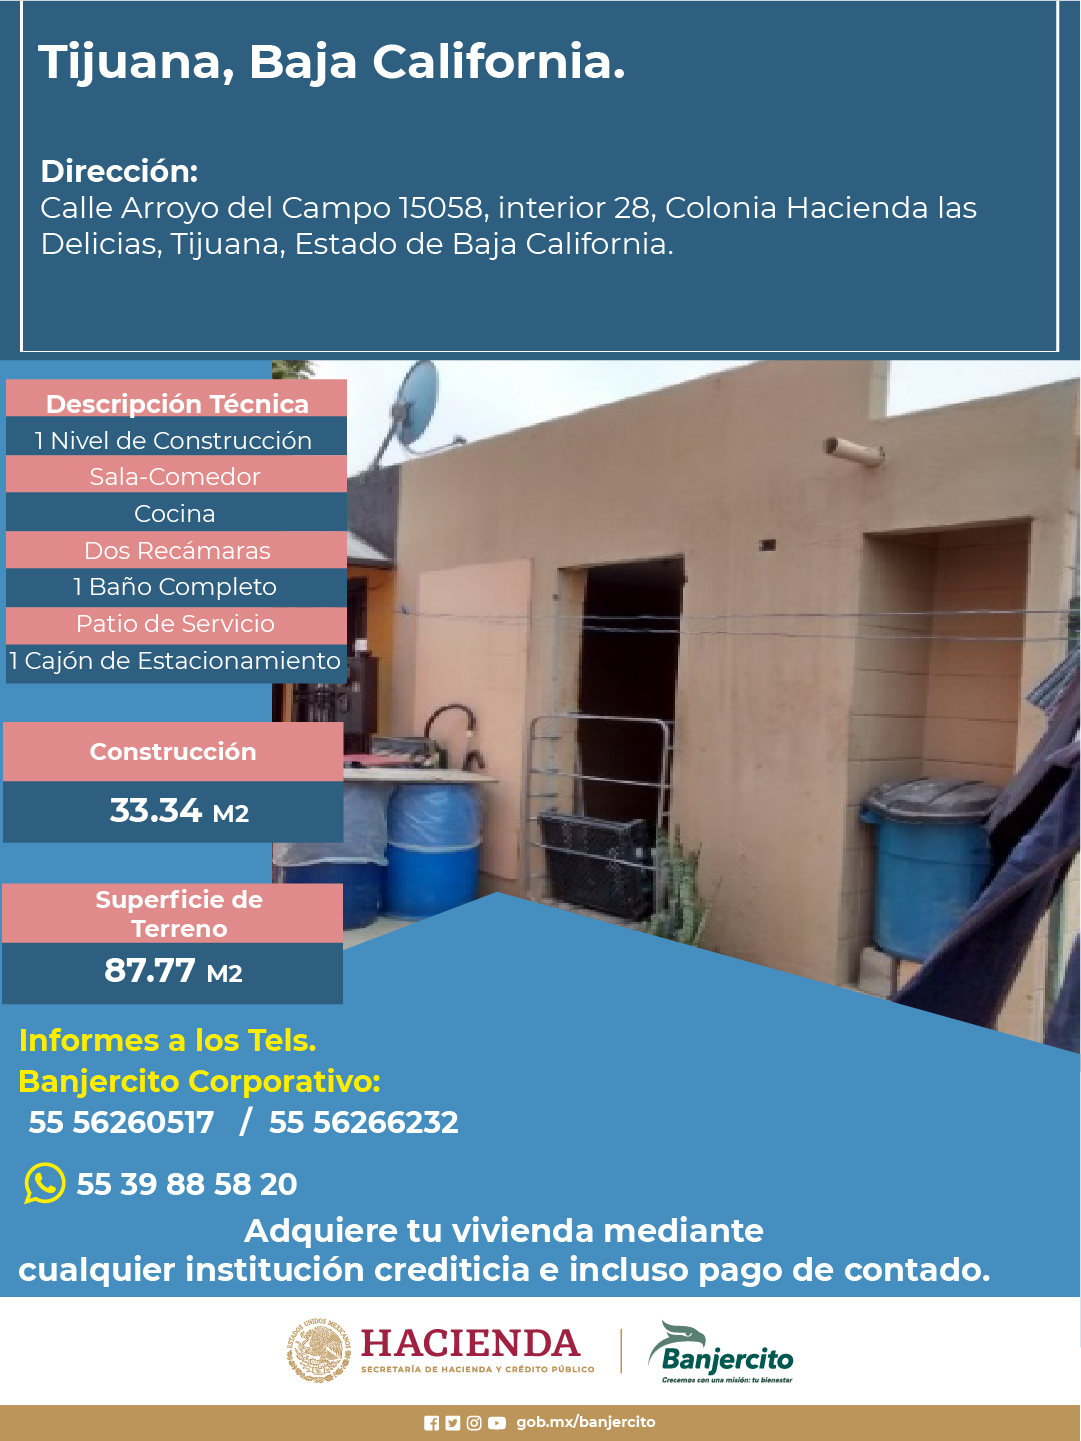 Tijuana, Baja California.
Dirección:
Calle Arroyo del Campo 15058, interior 28, Colonia Hacienda las
Delicias, Tijuana, Estado de Baja California.
Descripción Técnica
1 Nivel de Construcción
Sala-Comedor
Cocina
Dos Recámaras
1 Baño Completo
Patio de Servicio
1 Cajón de Estacionamiento
Construcción
33.34 M2
Superficie de
Terreno
87.77 M2
Informes a los Tels.
Banjercito Corporativo:
55 56260517 / 55 56266232
55 39 88 58 20
Adquiere tu vivienda mediante
cualquier institución crediticia e incluso pago de contado.
ESTADOS UNIDOS MEXICANOS
HACIENDA
SECRETARÍA DE HACIENDA Y CRÉDITO PÚBLICO
Banjercito
Crecemos con una misión: tu bienestar
gob.mx/banjercito